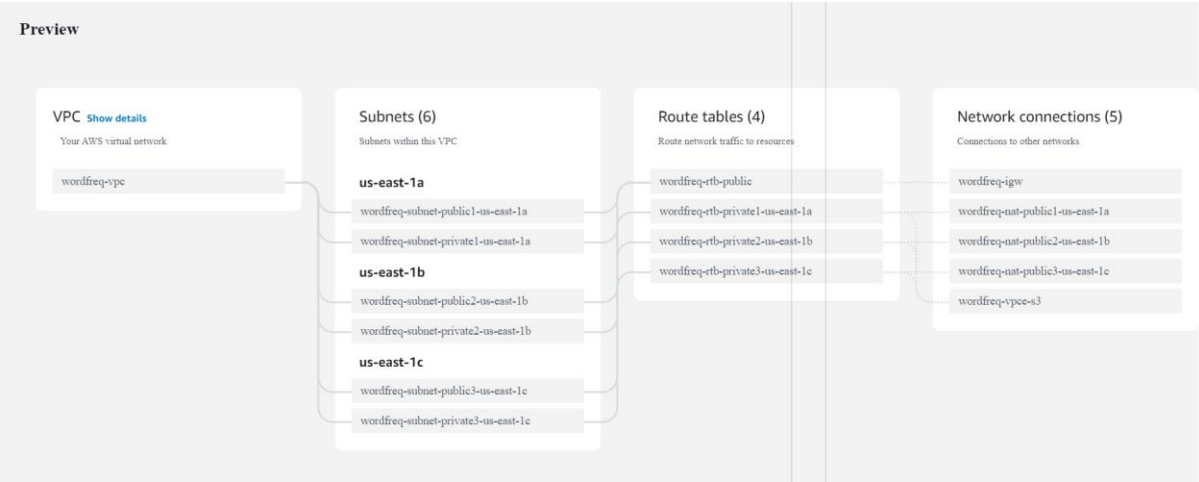 Preview
VPC Show details
Your AWS virtual network
wordfreq-vpc
Subnets (6)
Subnets within this VPC
us-east-1a
wordfreq-subnet-public1-us-east-1a
wordfreq-subnet-private1-us-east-1a
us-east-1b
wordfreq-subnet-public2-us-east-1b
wordfreq-subnet-private2-us-east-1b
us-east-1c
wordfreq-subnet-public3-us-east-1c
wordfreq-subnet-private3-us-east-1c
Route tables (4)
Route network traffic to resources
wordfreq-rtb-public
wordfreq-rtb-private1-us-east-1a
wordfreq-rtb-private2-us-east-1b
wordfreq-rtb-private3-us-east-1c
Network connections (5)
Connections to other networks
wordfreq-igw
wordfreq-nat-public1-us-east-1a
wordfreq-nat-public2-us-east-1b
wordfreq-nat-public3-us-east-1c
wordfreq-vpce-s3